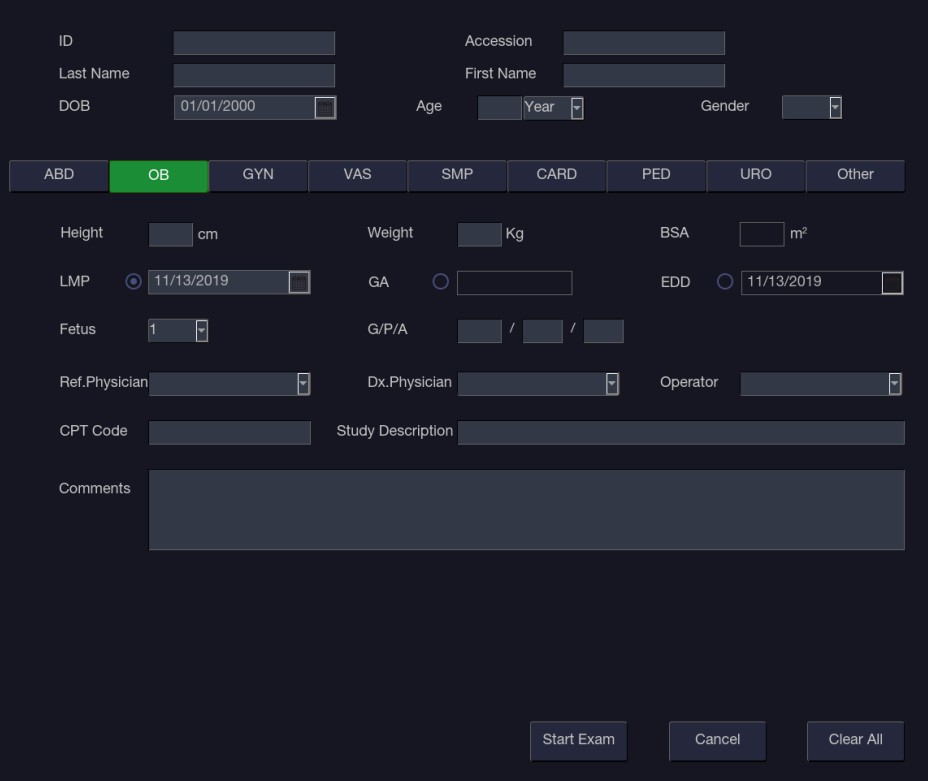 ID Accession
Last Name First Name
DOB 01/01/2000 Age Year Gender
ABD OB GYN VAS SMP CARD PED URO Other
Height cm Weight Kg BSA m²
LMP 11/13/2019 GA EDD 11/13/2019
Fetus 1 G/P/A / /
Ref.Physician Dx.Physician Operator
CPT Code Study Description
Comments
Start Exam Cancel Clear All